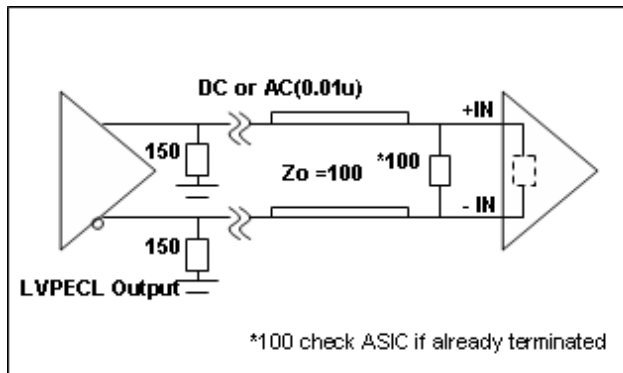 DC or AC(0.01u)
+IN
150
Zo =100
*100
- IN
150
LVPECL Output
*100 check ASIC if already terminated